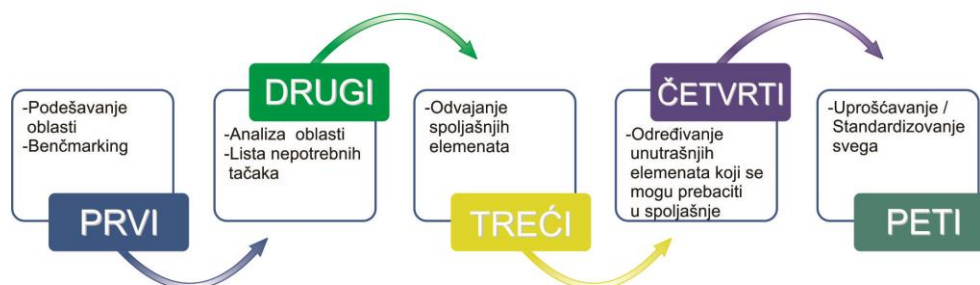 -Podešavanje
oblasti
-Benčmarking
PRVI
DRUGI
-Analiza oblasti
-Lista nepotrebnih
tačaka
-Odvajanje
spoljašnjih
elemenata
TREĆI
ČETVRTI
-Određivanje
unutrašnjih
elemenata koji se
mogu prebaciti
u spoljašnje
-Uprošćavanje /
Standardizovanje
svega
PETI